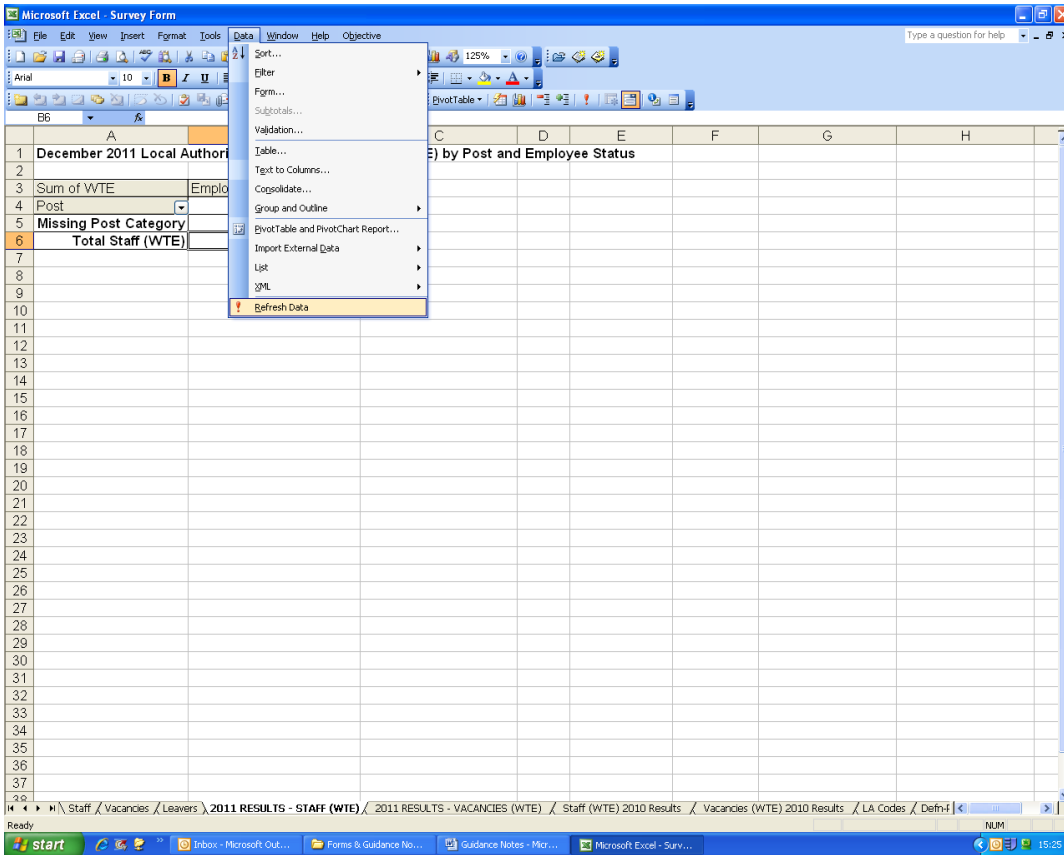 Microsoft Excel - Survey Form
File Edit View Insert Format Tools Data Window Help Objective Type a question for help
125%
Arial 10 B I U A
PivotTable
B6 fx
Sort...
Filter
Form...
Subtotals...
Validation...
Table...
Text to Columns...
Consolidate...
Group and Outline
PivotTable and PivotChart Report...
Import External Data
List
XML
Refresh Data
A C D E F G H
1 December 2011 Local Authori E) by Post and Employee Status
2
3 Sum of WTE Emplo
4 Post
5 Missing Post Category
6 Total Staff (WTE)
7
8
9
10
11
12
13
14
15
16
17
18
19
20
21
22
23
24
25
26
27
28
29
30
31
32
33
34
35
36
37
38
Staff / Vacancies / Leavers \ 2011 RESULTS - STAFF (WTE) / 2011 RESULTS - VACANCIES (WTE) / Staff (WTE) 2010 Results / Vacancies (WTE) 2010 Results / LA Codes / Defn-F
Ready NUM
start Inbox - Microsoft Out... Forms & Guidance No... Guidance Notes - Micr... Microsoft Excel - Surv... 15:25